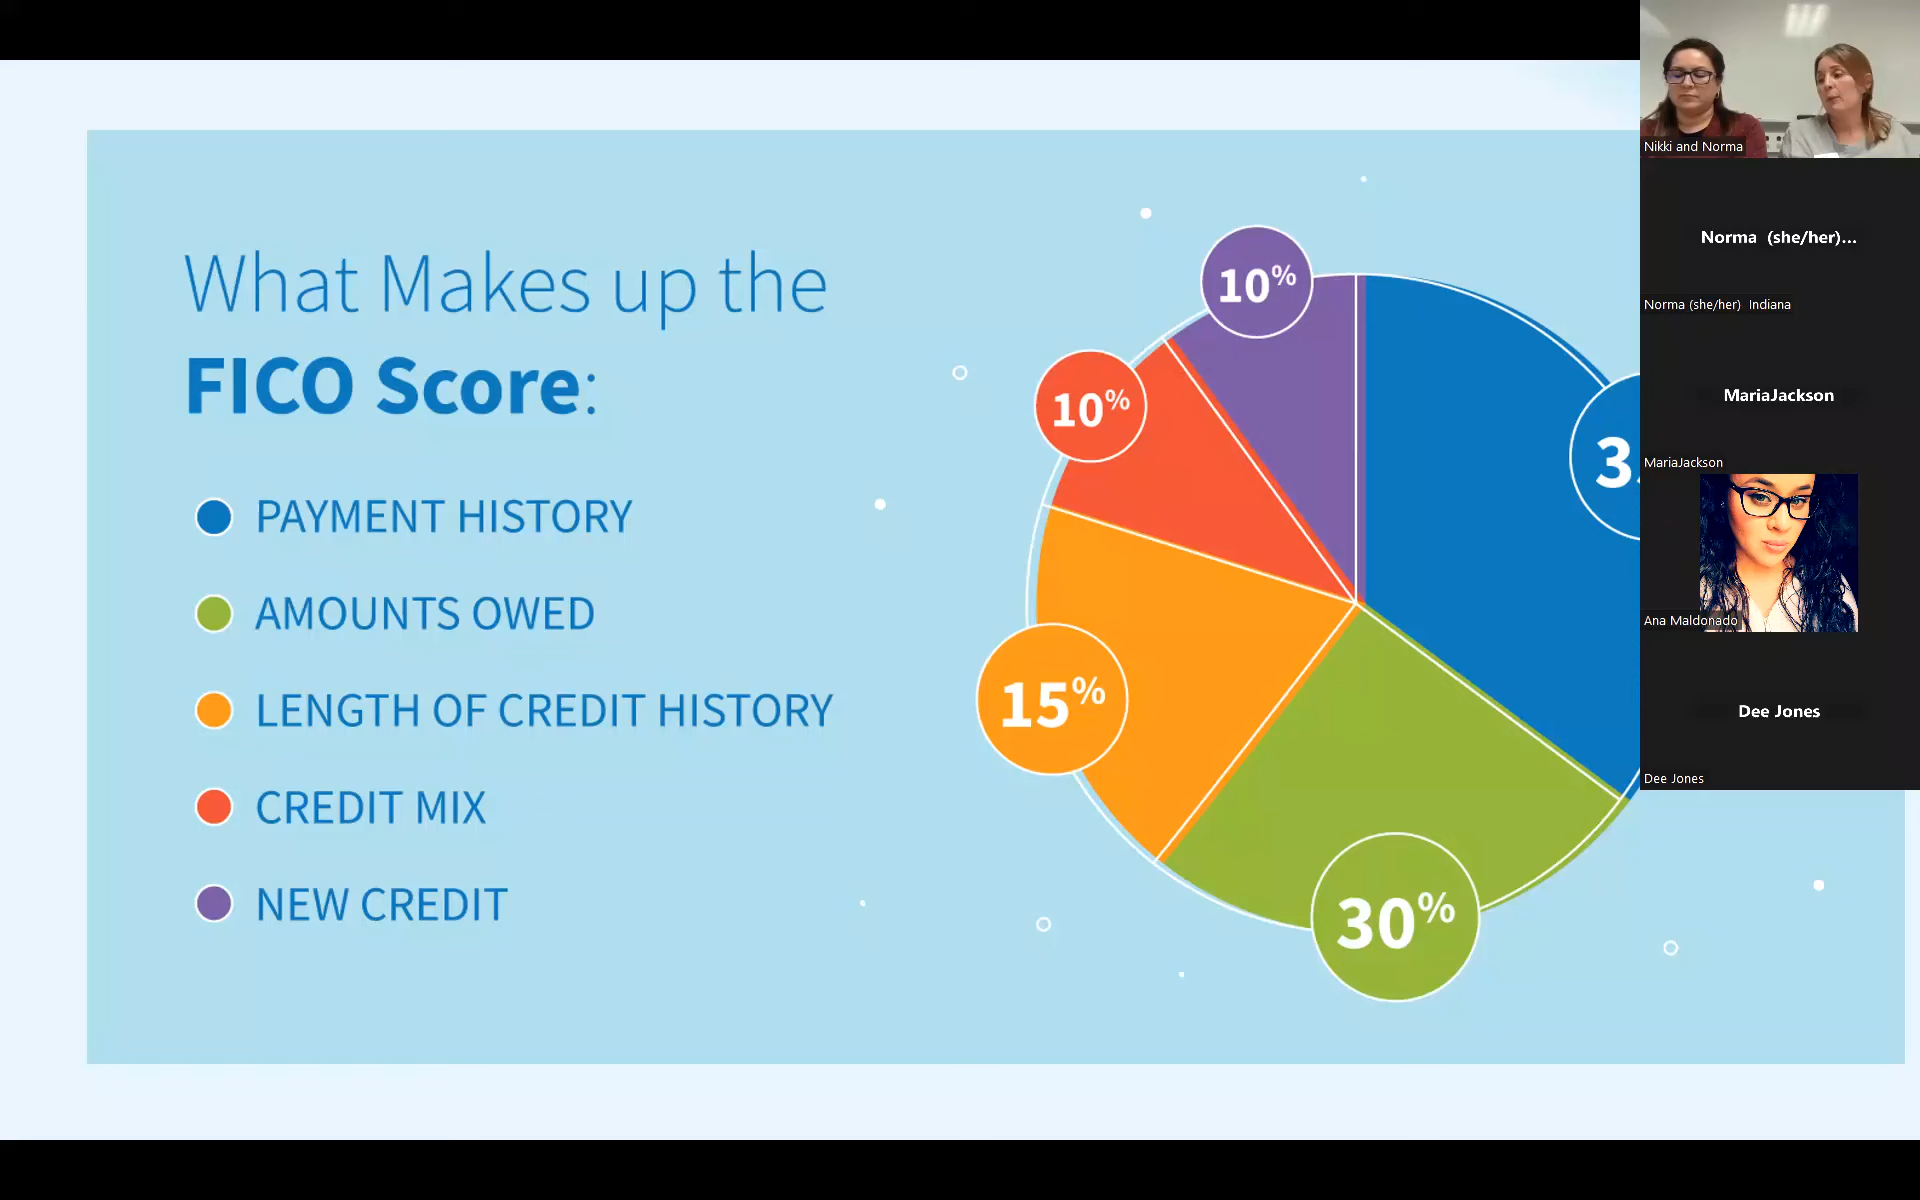 What Makes up the
FICO Score:
PAYMENT HISTORY
AMOUNTS OWED
LENGTH OF CREDIT HISTORY
CREDIT MIX
NEW CREDIT
10%
10%
15%
30%
3
Nikki and Norma
Norma (she/her)...
Norma (she/her) Indiana
MariaJackson
MariaJackson
Ana Maldonado
Dee Jones
Dee Jones